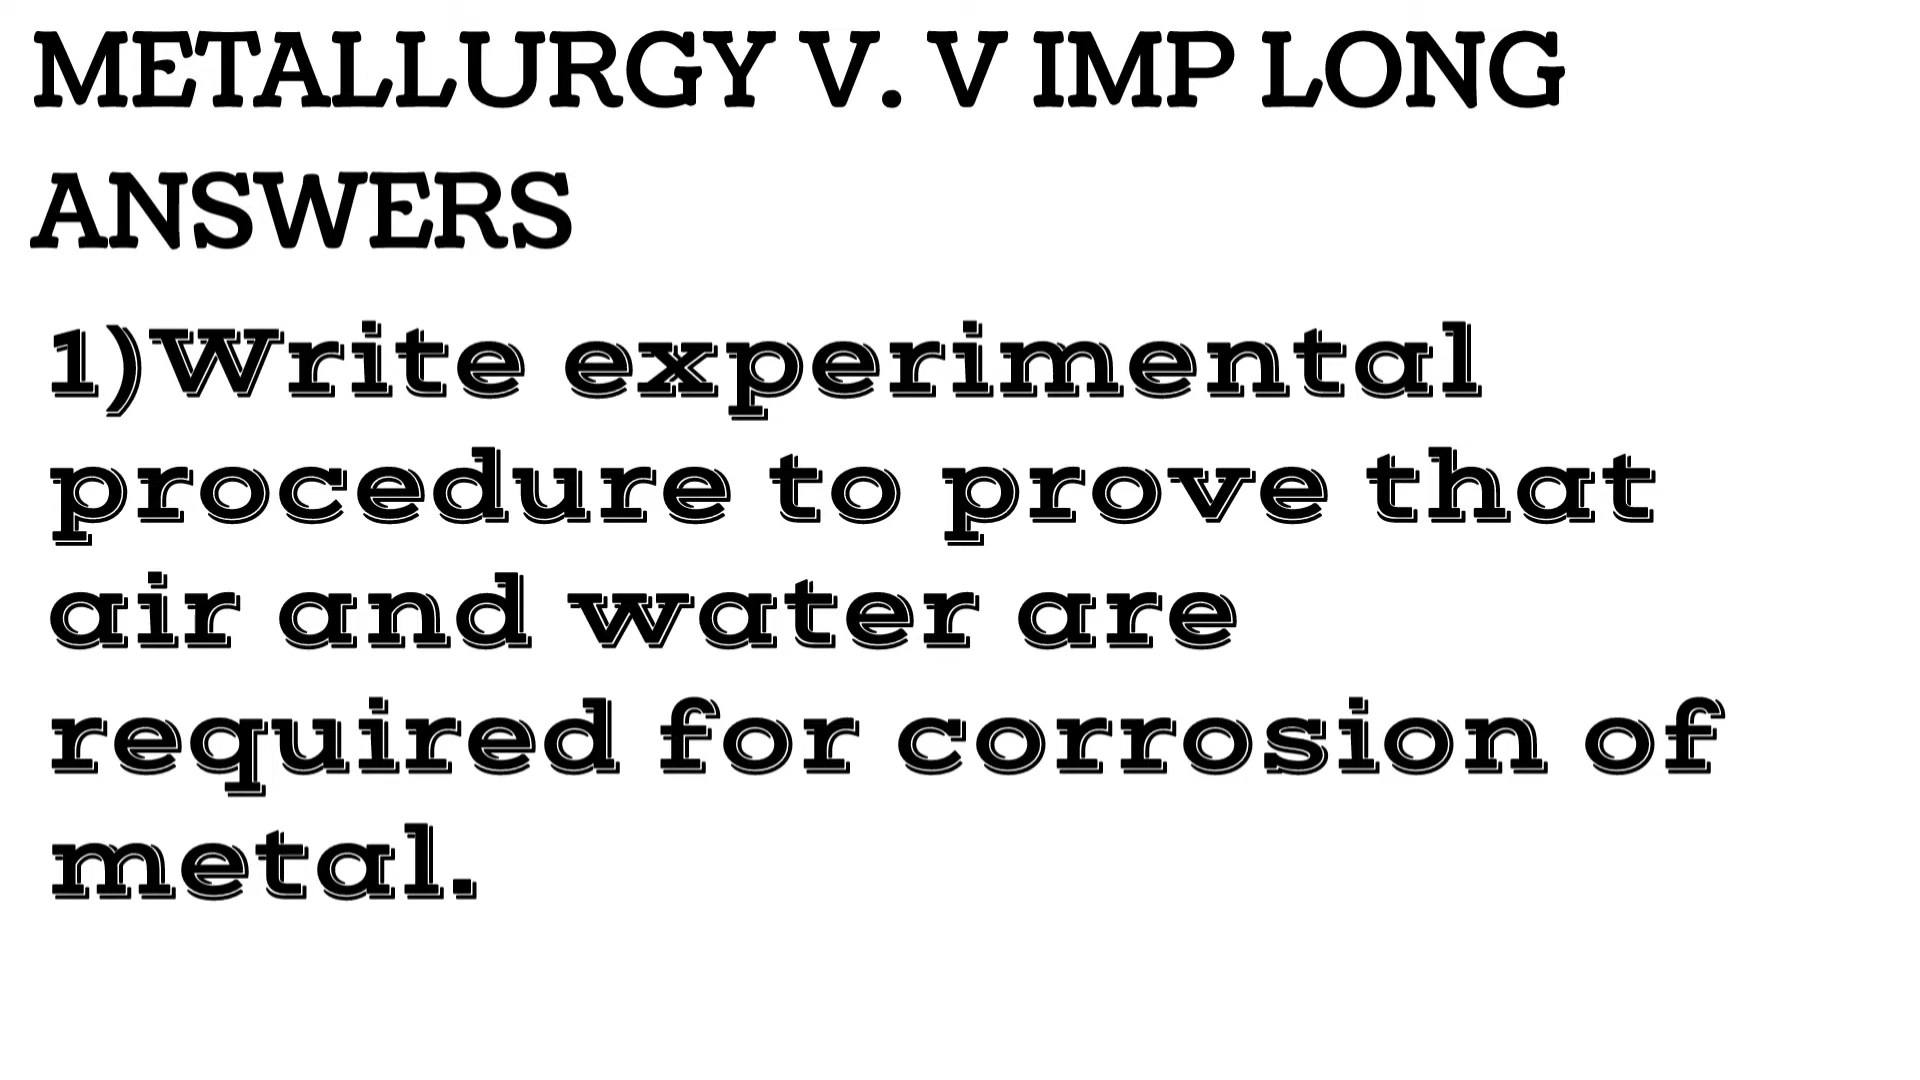 METALLURGY V. V IMP LONG
ANSWERS
1)Write experimental
procedure to prove that
air and water are
required for corrosion of
metal.